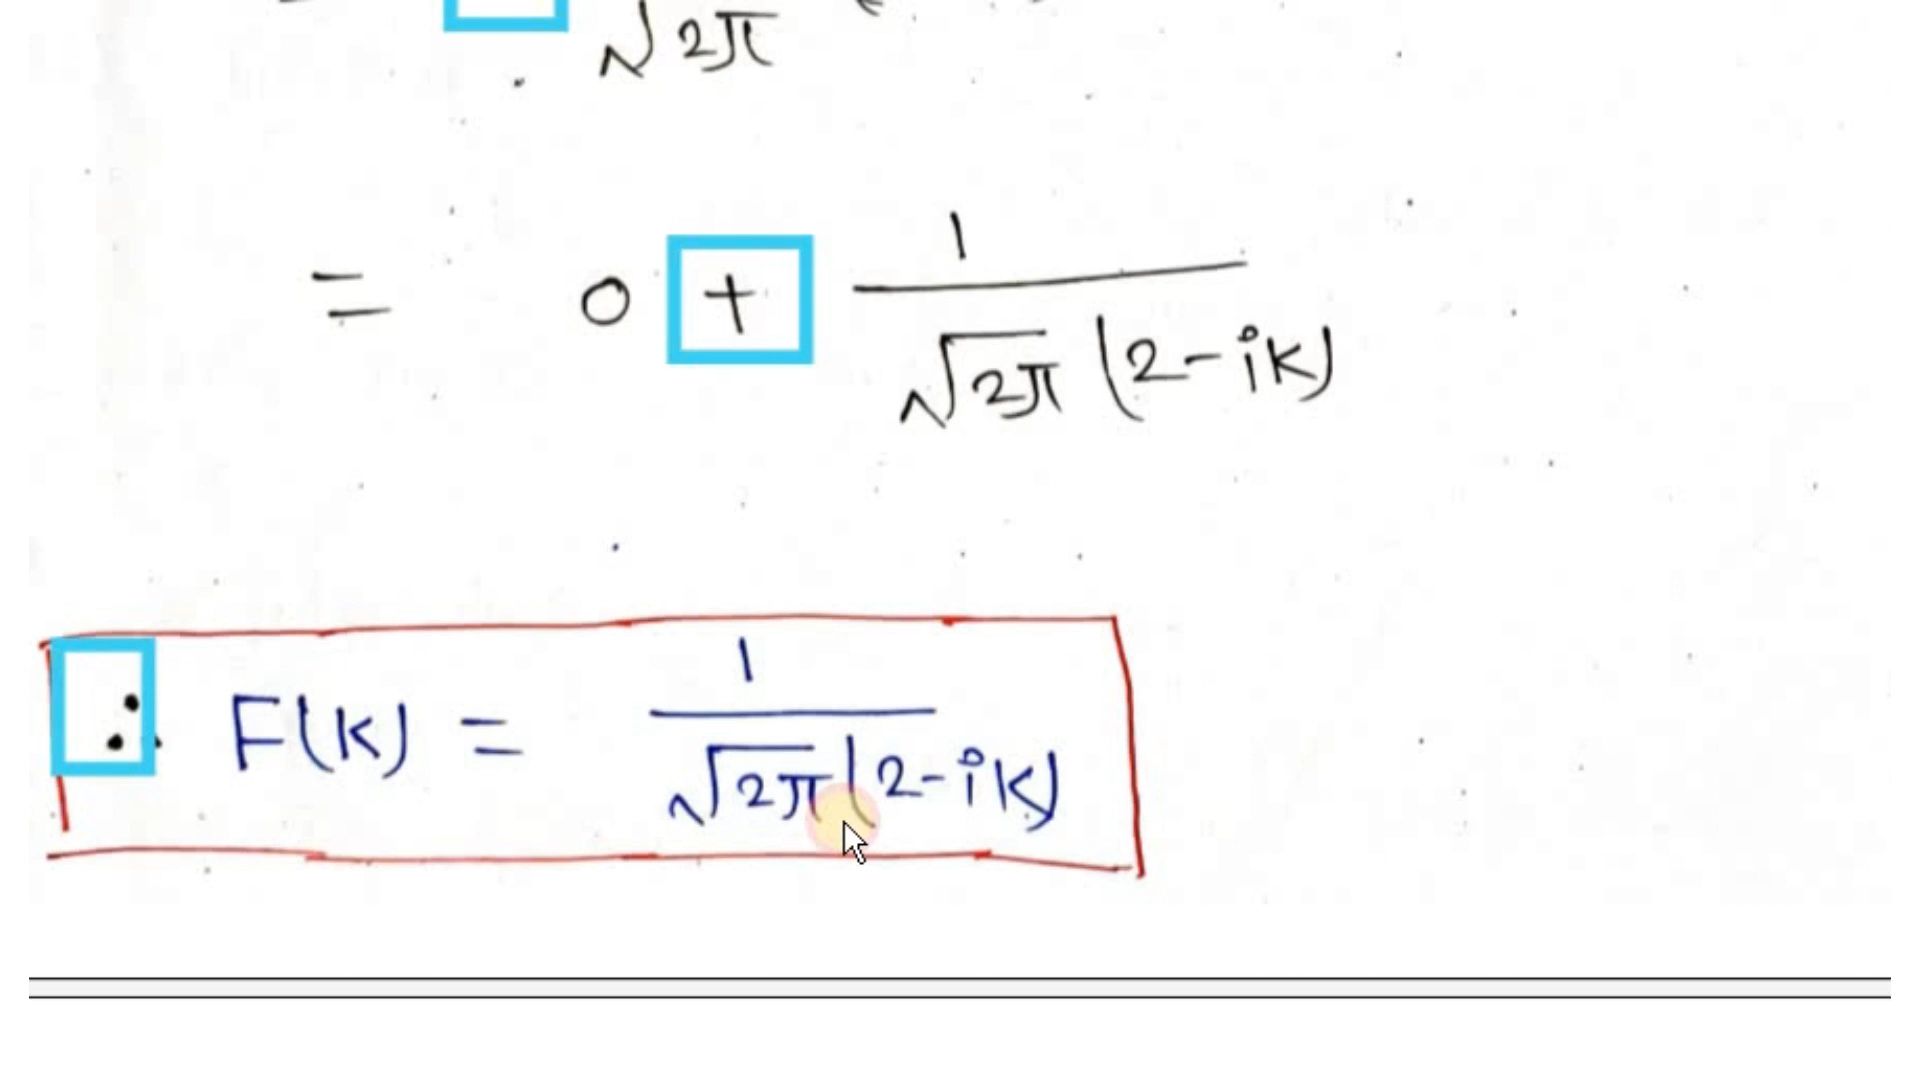 √2π
= 0 + 1 / √2π (2-ik)
∴ F(k) = 1 / √2π (2-ik)